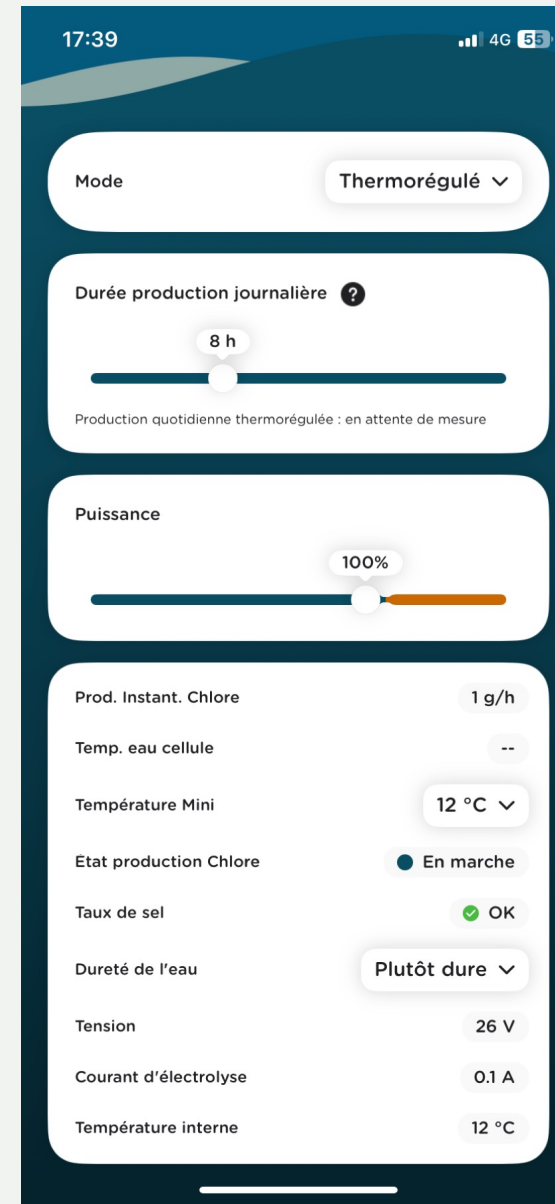 17:39
4G 55
Mode
Thermorégulé
Durée production journalière ?
8 h
Production quotidienne thermorégulée : en attente de mesure
Puissance
100%
Prod. Instant. Chlore 1 g/h
Temp. eau cellule --
Température Mini 12 °C
État production Chlore En marche
Taux de sel OK
Dureté de l'eau Plutôt dure
Tension 26 V
Courant d'électrolyse 0.1 A
Température interne 12 °C